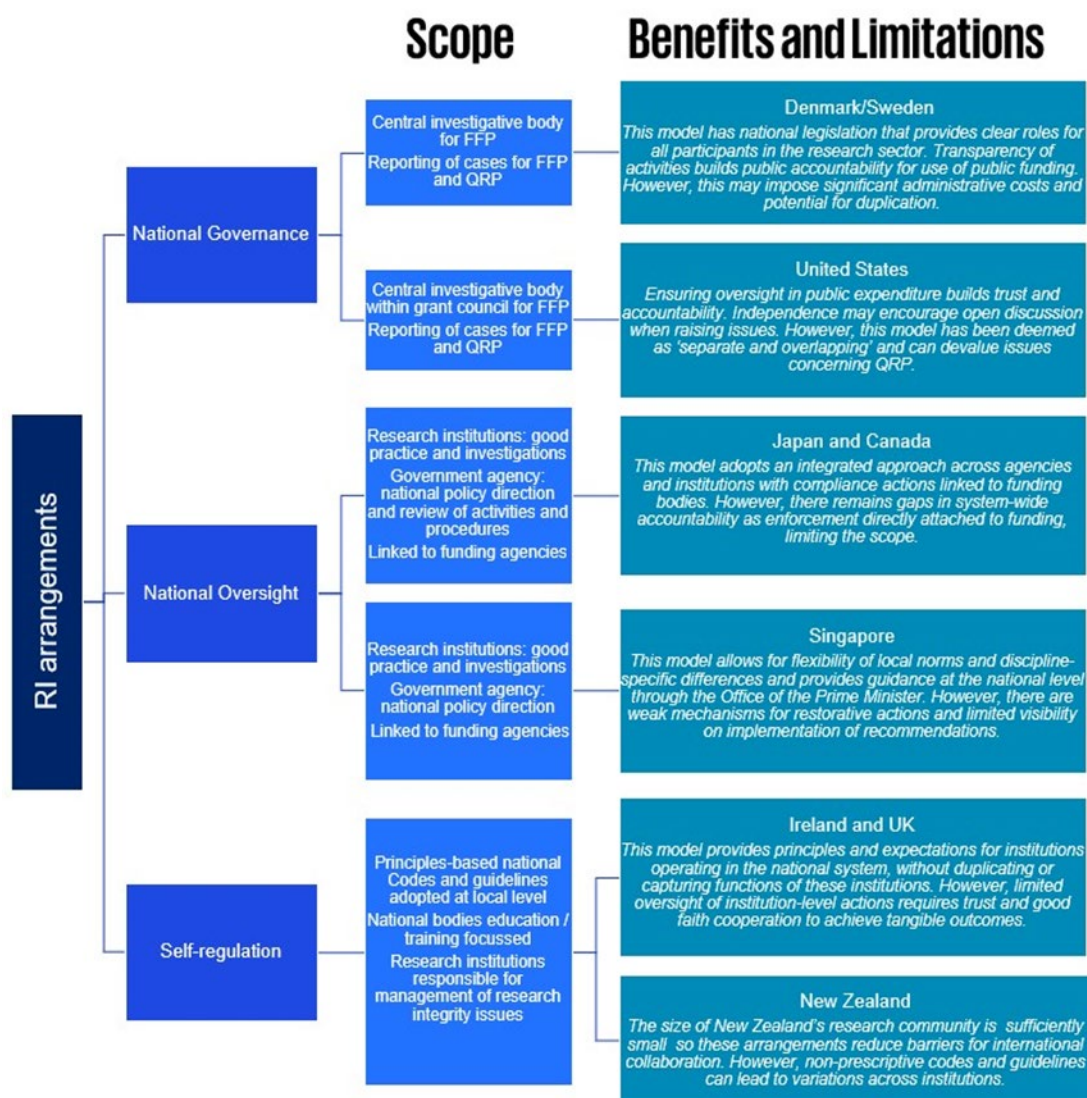 Scope
Benefits and Limitations
RI arrangements
National Governance
Central investigative body
for FFP
Reporting of cases for FFP
and QRP
Denmark/Sweden
This model has national legislation that provides clear roles for
all participants in the research sector. Transparency of
activities builds public accountability for use of public funding.
However, this may impose significant administrative costs and
potential for duplication.
Central investigative body
within grant council for FFP
Reporting of cases for FFP
and QRP
United States
Ensuring oversight in public expenditure builds trust and
accountability. Independence may encourage open discussion
when raising issues. However, this model has been deemed
as ‘separate and overlapping’ and can devalue issues
concerning QRP.
National Oversight
Research institutions: good
practice and investigations
Government agency:
national policy direction
and review of activities and
procedures
Linked to funding agencies
Japan and Canada
This model adopts an integrated approach across agencies
and institutions with compliance actions linked to funding
bodies. However, there remains gaps in system-wide
accountability as enforcement directly attached to funding,
limiting the scope.
Research institutions: good
practice and investigations
Government agency:
national policy direction
Linked to funding agencies
Singapore
This model allows for flexibility of local norms and discipline-
specific differences and provides guidance at the national level
through the Office of the Prime Minister. However, there are
weak mechanisms for restorative actions and limited visibility
on implementation of recommendations.
Self-regulation
Principles-based national
Codes and guidelines
adopted at local level
National bodies education /
training focussed
Research institutions
responsible for
management of research
integrity issues
Ireland and UK
This model provides principles and expectations for institutions
operating in the national system, without duplicating or
capturing functions of these institutions. However, limited
oversight of institution-level actions requires trust and good
faith cooperation to achieve tangible outcomes.
New Zealand
The size of New Zealand’s research community is sufficiently
small so these arrangements reduce barriers for international
collaboration. However, non-prescriptive codes and guidelines
can lead to variations across institutions.